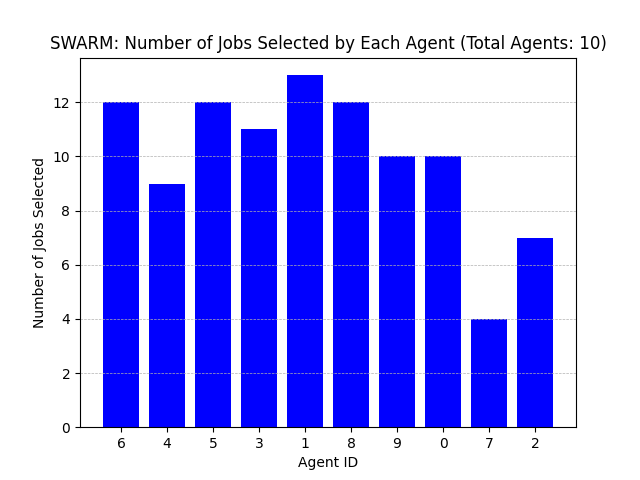 SWARM: Number of Jobs Selected by Each Agent (Total Agents: 10)
12
10
8
6
4
2
0
Number of Jobs Selected
6 4 5 3 1 8 9 0 7 2
Agent ID